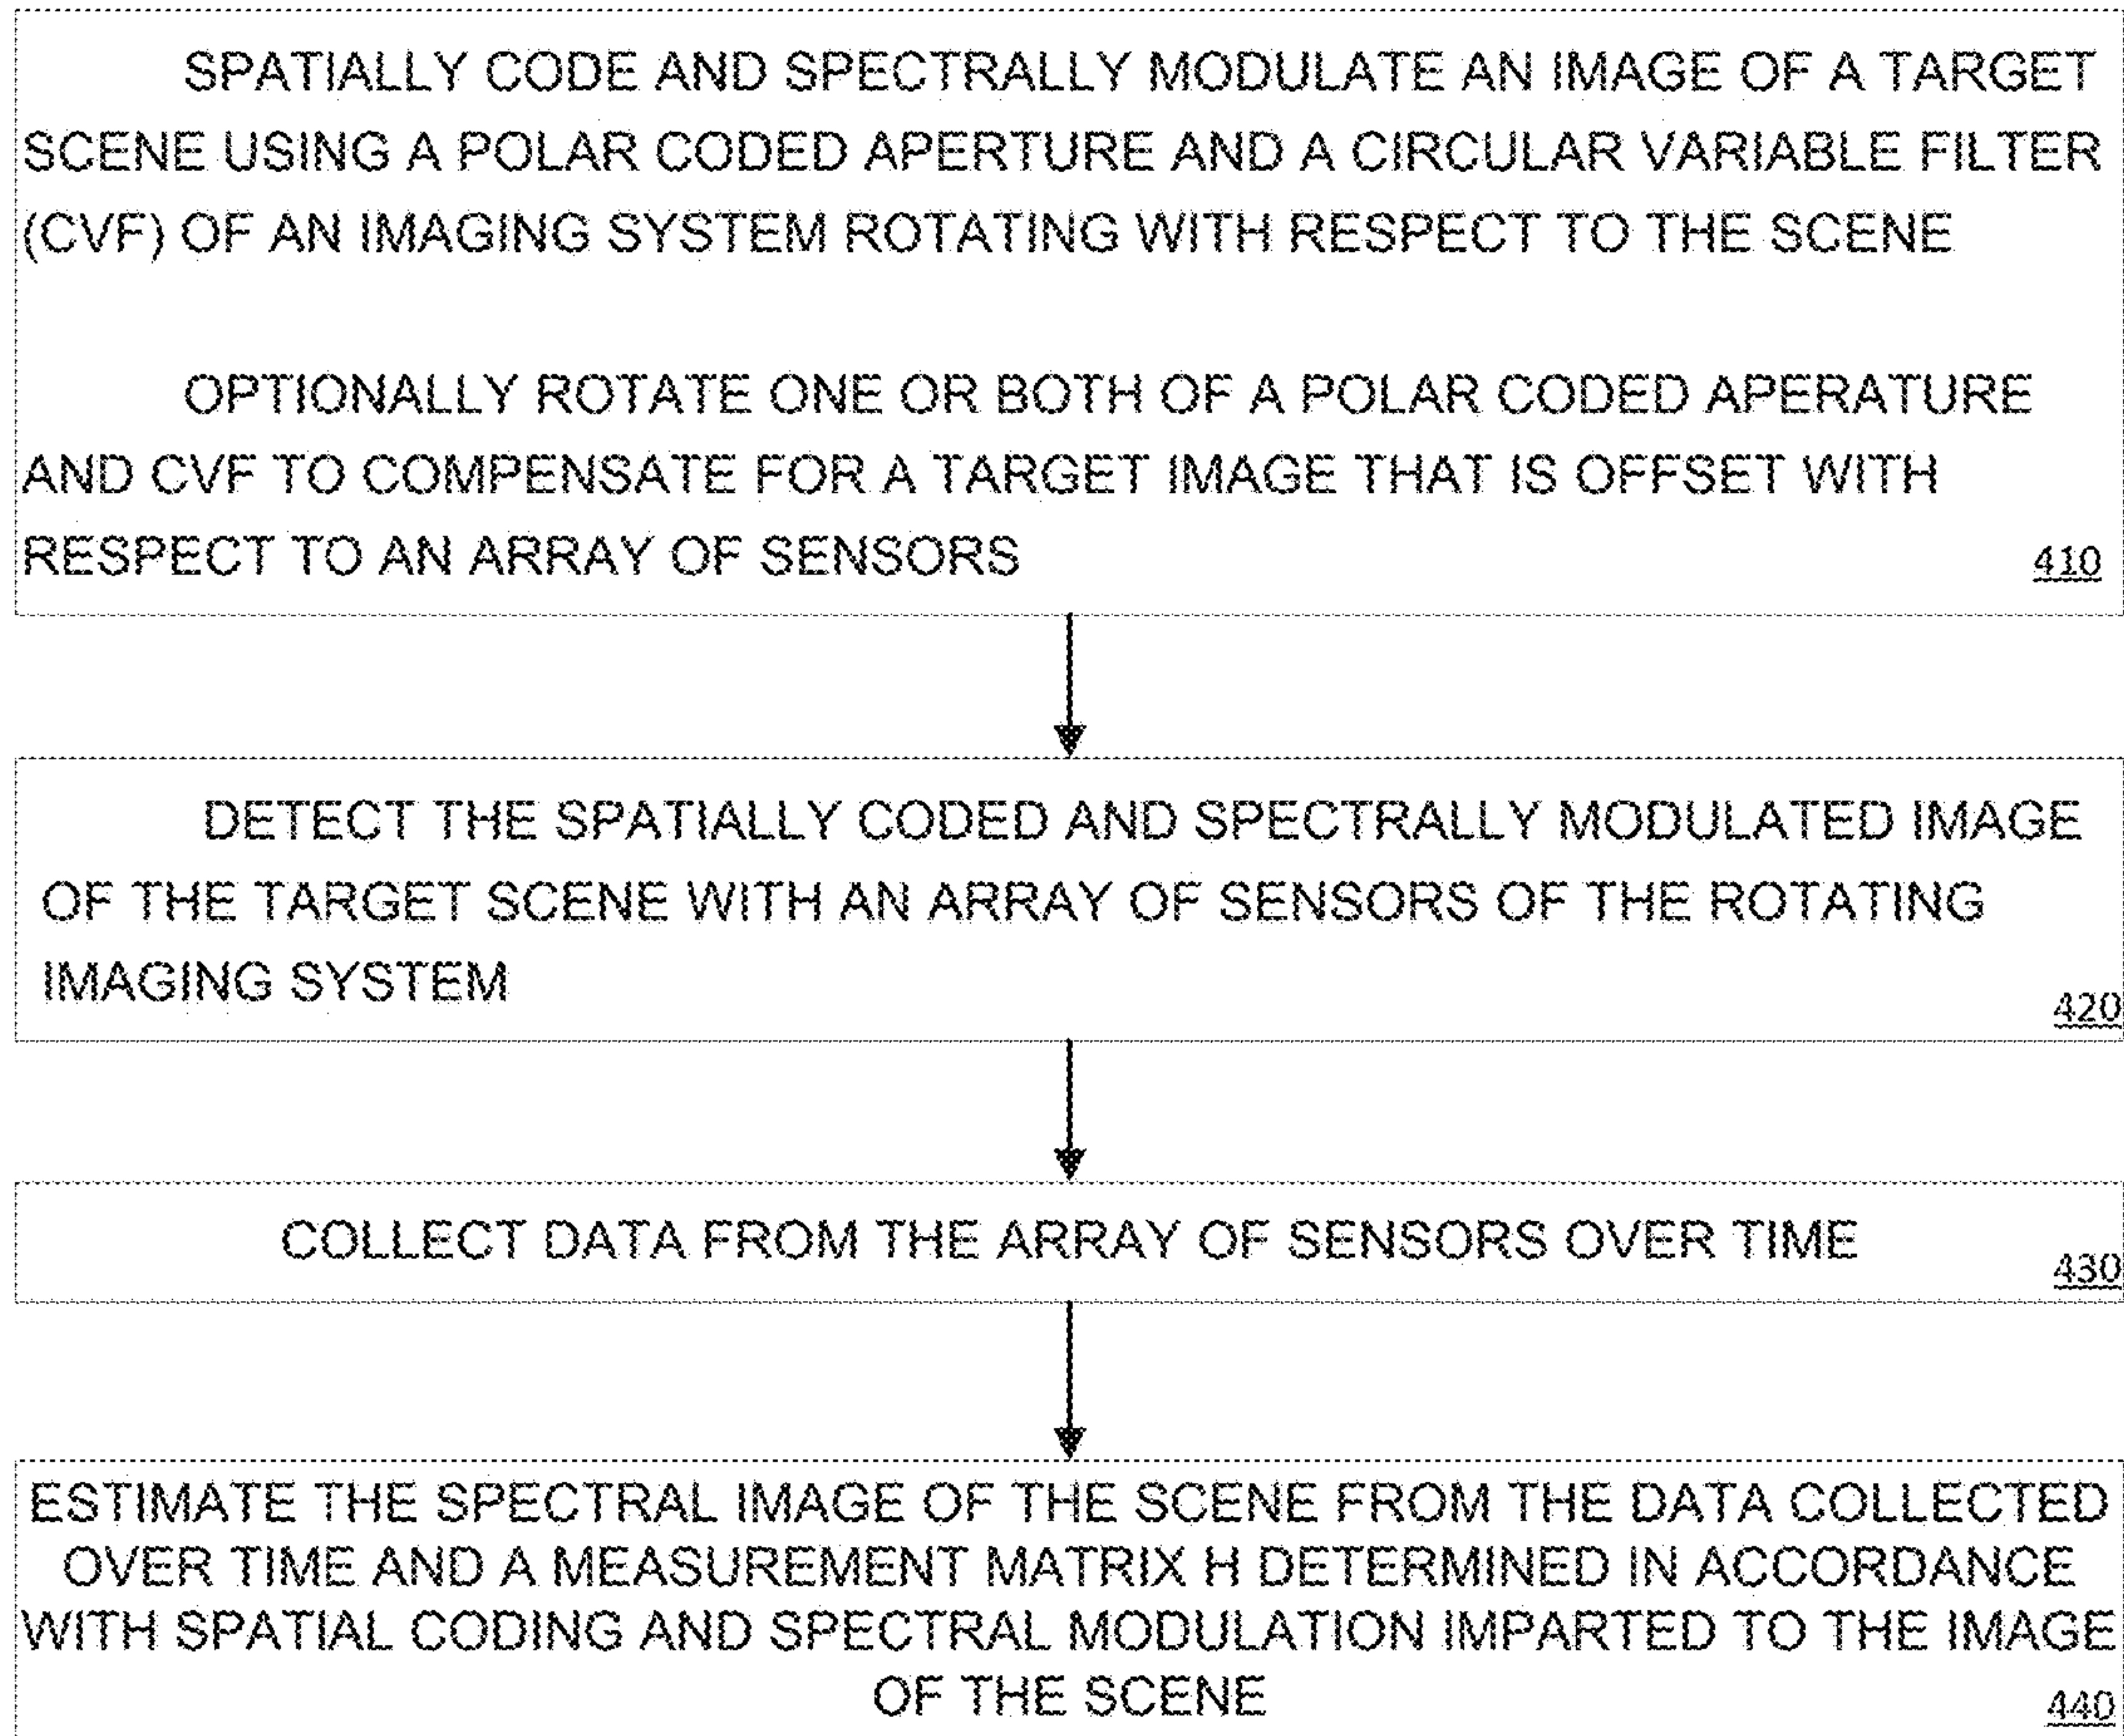 SPATIALLY CODE AND SPECTRALLY MODULATE AN IMAGE OF A TARGET
SCENE USING A POLAR CODED APERTURE AND A CIRCULAR VARIABLE FILTER
(CVF) OF AN IMAGING SYSTEM ROTATING WITH RESPECT TO THE SCENE
OPTIONALLY ROTATE ONE OR BOTH OF A POLAR CODED APERATURE
AND CVF TO COMPENSATE FOR A TARGET IMAGE THAT IS OFFSET WITH
RESPECT TO AN ARRAY OF SENSORS
410
DETECT THE SPATIALLY CODED AND SPECTRALLY MODULATED IMAGE
OF THE TARGET SCENE WITH AN ARRAY OF SENSORS OF THE ROTATING
IMAGING SYSTEM
420
COLLECT DATA FROM THE ARRAY OF SENSORS OVER TIME
430
ESTIMATE THE SPECTRAL IMAGE OF THE SCENE FROM THE DATA COLLECTED
OVER TIME AND A MEASUREMENT MATRIX H DETERMINED IN ACCORDANCE
WITH SPATIAL CODING AND SPECTRAL MODULATION IMPARTED TO THE IMAGE
OF THE SCENE
440